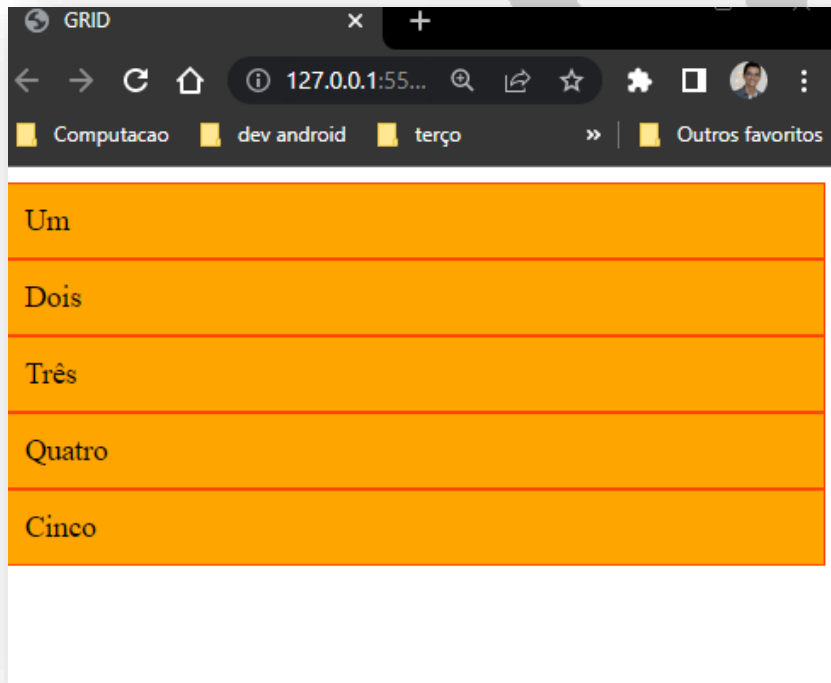 GRID
127.0.0.1:55...
Computacao dev android terço » Outros favoritos
Um
Dois
Três
Quatro
Cinco